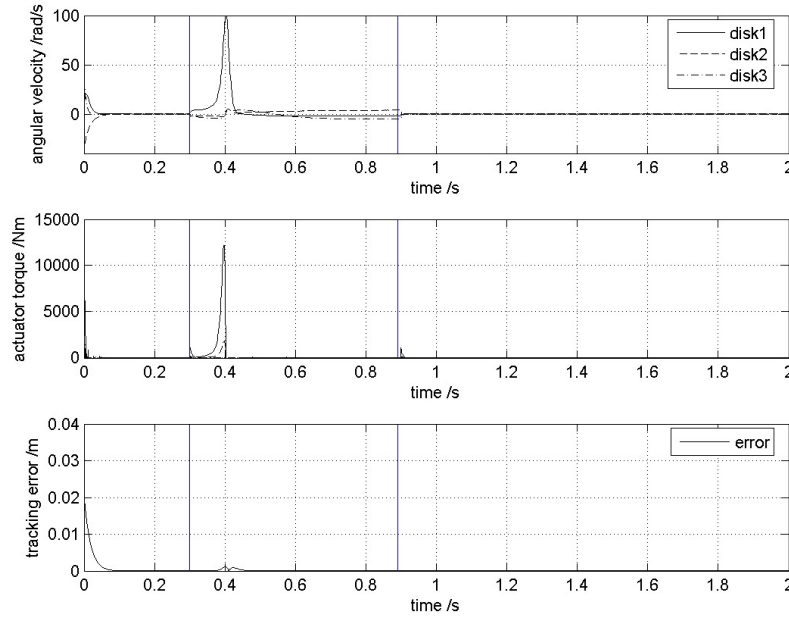 angular velocity /rad/s
100
50
0
disk1
disk2
disk3
0 0.2 0.4 0.6 0.8 1 1.2 1.4 1.6 1.8 2
time /s
actuator torque /Nm
15000
10000
5000
0
0 0.2 0.4 0.6 0.8 1 1.2 1.4 1.6 1.8 2
time /s
tracking error /m
0.04
0.03
0.02
0.01
0
error
0 0.2 0.4 0.6 0.8 1 1.2 1.4 1.6 1.8 2
time /s